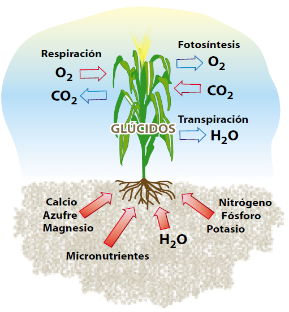 Respiración
O₂
CO₂
Fotosíntesis
O₂
CO₂
Transpiración
H₂O
GLÚCIDOS
Calcio
Azufre
Magnesio
Micronutrientes
H₂O
Nitrógeno
Fósforo
Potasio